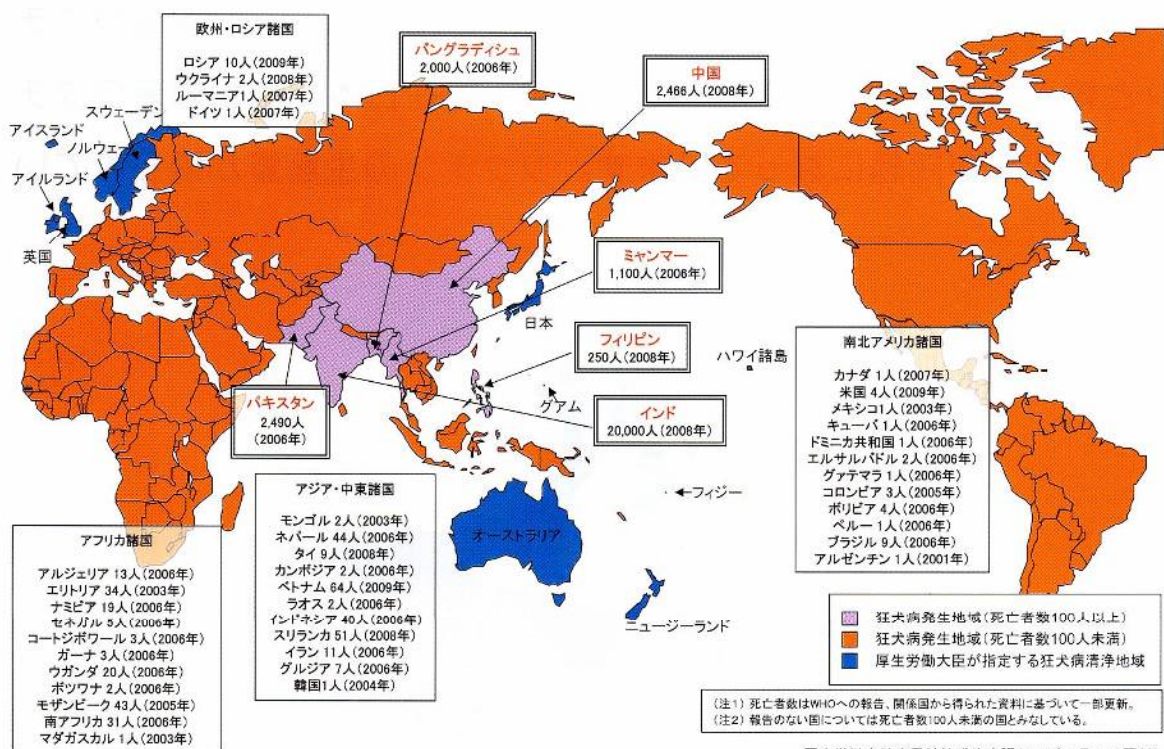 欧州・ロシア諸国
ロシア 10人(2009年)
ウクライナ 2人(2008年)
ルーマニア1人(2007年)
ドイツ 1人(2007年)
バングラディシュ
2,000人(2006年)
中国
2,466人(2008年)
スウェーデン
アイスランド
ノルウェー
アイルランド
英国
ミャンマー
1,100人(2006年)
日本
フィリピン
250人(2008年)
ハワイ諸島
グアム
パキスタン
2,490人
(2006年)
インド
20,000人(2008年)
南北アメリカ諸国
カナダ 1人(2007年)
米国 4人(2009年)
メキシコ1人(2003年)
キューバ 1人(2006年)
ドミニカ共和国 1人(2006年)
エルサルバドル 2人(2006年)
グァテマラ 1人(2006年)
コロンビア 3人(2005年)
ボリビア 4人(2006年)
ペルー 1人(2006年)
ブラジル 9人(2006年)
アルゼンチン 1人(2001年)
アジア・中東諸国
モンゴル 2人(2003年)
ネパール 44人(2006年)
タイ 9人(2008年)
カンボジア 2人(2006年)
ベトナム 64人(2009年)
ラオス 2人(2006年)
インドネシア 40人(2006年)
スリランカ 51人(2008年)
イラン 11人(2006年)
グルジア 7人(2006年)
韓国1人(2004年)
フィジー
オーストラリア
ニュージーランド
アフリカ諸国
アルジェリア 13人(2006年)
エリトリア 34人(2003年)
ナミビア 19人(2006年)
セネガル 5人(2006年)
コートジボワール 3人(2006年)
ガーナ 3人(2006年)
ウガンダ 20人(2006年)
ボツワナ 2人(2006年)
モザンビーク 43人(2005年)
南アフリカ 31人(2006年)
マダガスカル 1人(2003年)
狂犬病発生地域(死亡者数100人以上)
狂犬病発生地域(死亡者数100人未満)
厚生労働大臣が指定する狂犬病清浄地域
(注1) 死亡者数はWHOへの報告、関係国から得られた資料に基づいて一部更新。
(注2) 報告のない国については死亡者数100人未満の国とみなしている。